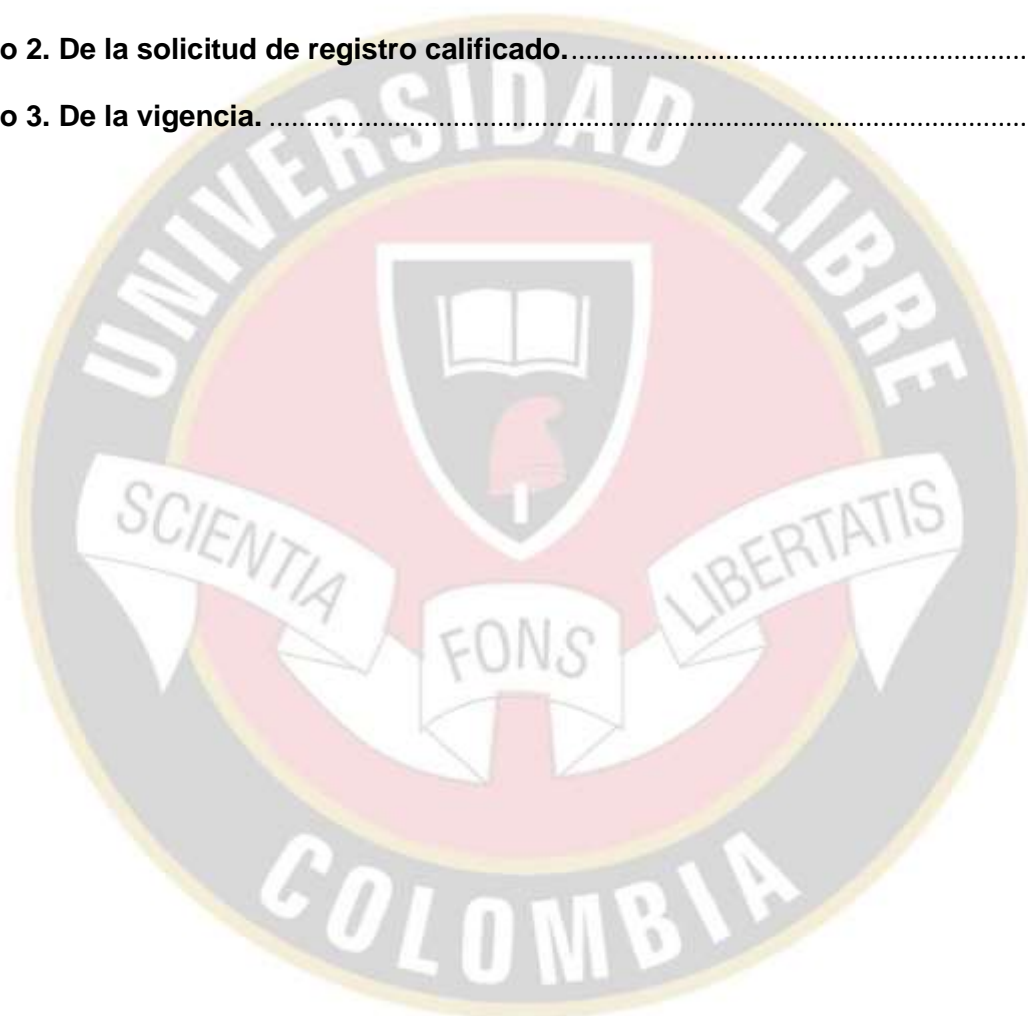 o 2. De la solicitud de registro calificado...........................................................................
o 3. De la vigencia. .......................................................................................................
UNIVERSIDAD LIBRE
SCIENTIA
FONS
LIBERTATIS
COLOMBIA